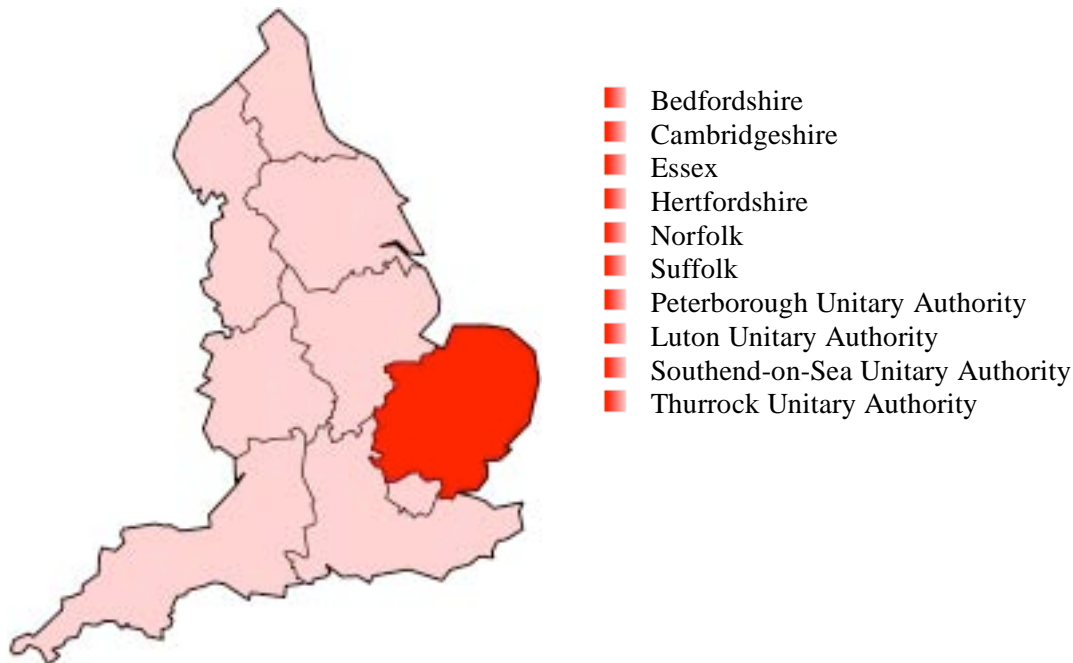 Bedfordshire
Cambridgeshire
Essex
Hertfordshire
Norfolk
Suffolk
Peterborough Unitary Authority
Luton Unitary Authority
Southend-on-Sea Unitary Authority
Thurrock Unitary Authority